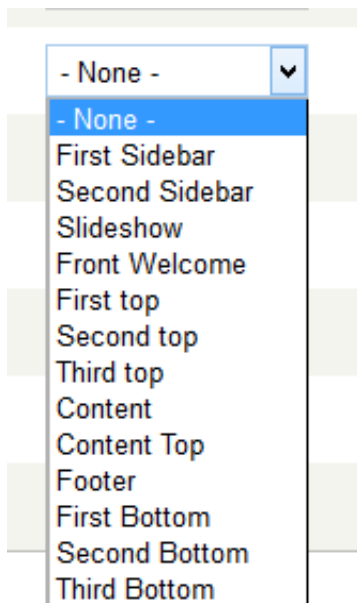 - None -
- None -
First Sidebar
Second Sidebar
Slideshow
Front Welcome
First top
Second top
Third top
Content
Content Top
Footer
First Bottom
Second Bottom
Third Bottom